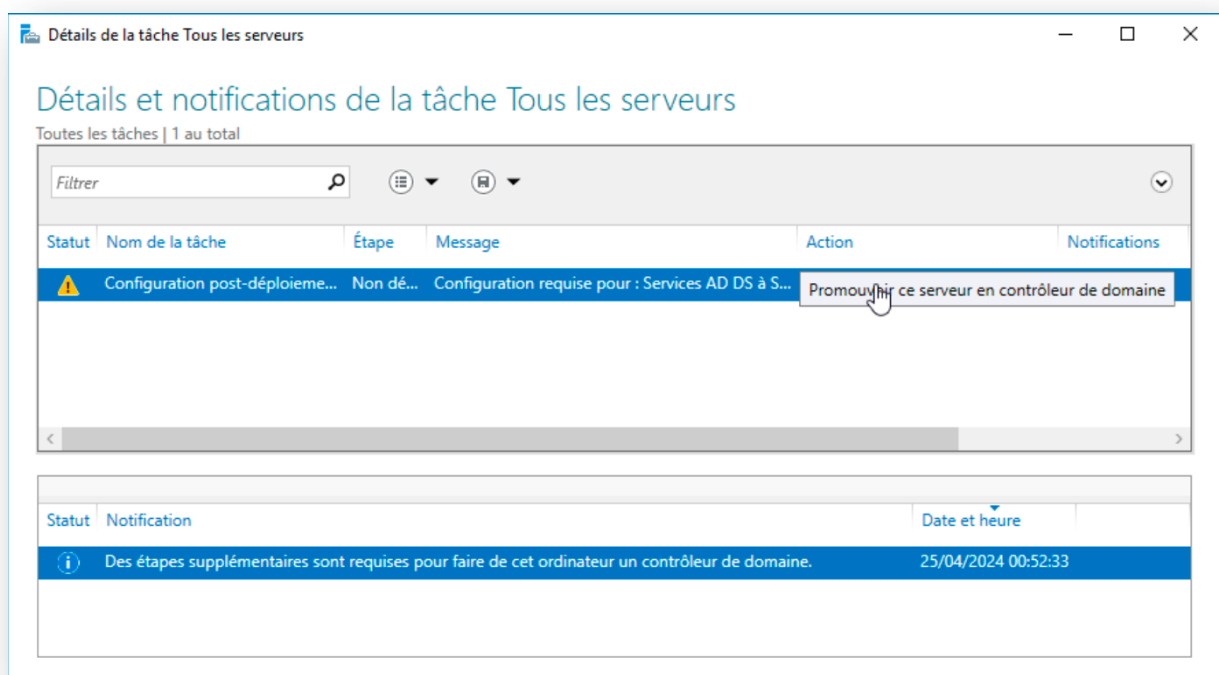 Détails de la tâche Tous les serveurs
Détails et notifications de la tâche Tous les serveurs
Toutes les tâches | 1 au total
Filtrer
Statut Nom de la tâche Étape Message Action Notifications
Configuration post-déploieme... Non dé... Configuration requise pour : Services AD DS à S... Promouvoir ce serveur en contrôleur de domaine
Statut Notification Date et heure
Des étapes supplémentaires sont requises pour faire de cet ordinateur un contrôleur de domaine. 25/04/2024 00:52:33